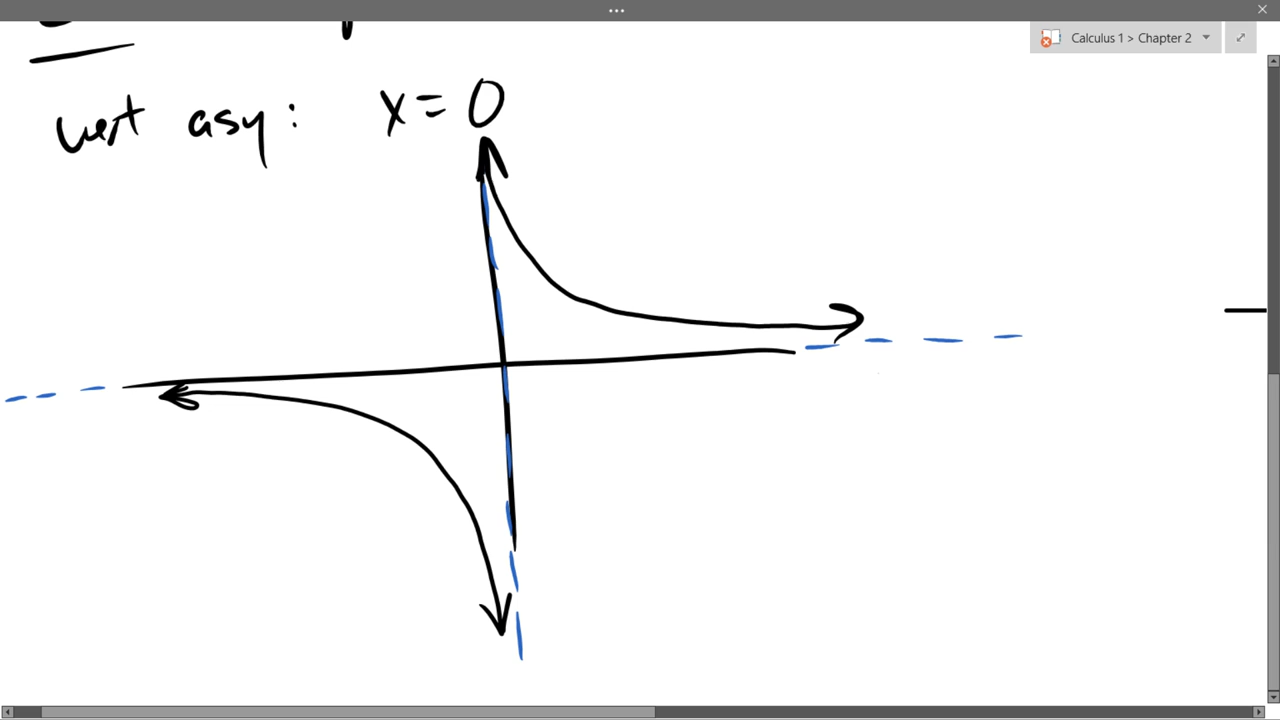 Calculus 1 > Chapter 2
vert asy: x = 0